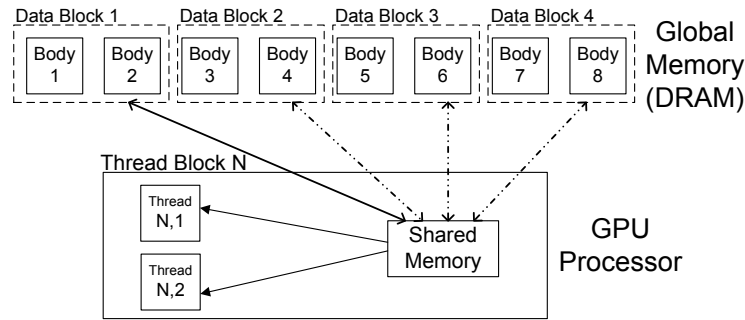 Data Block 1 Data Block 2 Data Block 3 Data Block 4
Body Body Body Body Body Body Body Body
1 2 3 4 5 6 7 8
Global
Memory
(DRAM)
Thread Block N
Thread
N,1
Thread
N,2
Shared
Memory
GPU
Processor